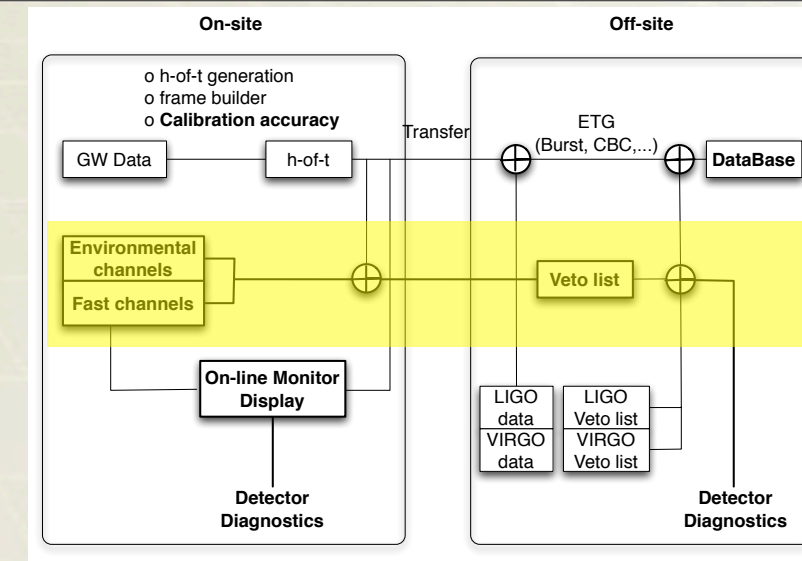 On-site
Off-site
o h-of-t generation
o frame builder
o Calibration accuracy
Transfer
ETG
(Burst, CBC,...)
GW Data
h-of-t
DataBase
Environmental
channels
Fast channels
Veto list
On-line Monitor
Display
LIGO
data
VIRGO
data
LIGO
Veto list
VIRGO
Veto list
Detector
Diagnostics
Detector
Diagnostics